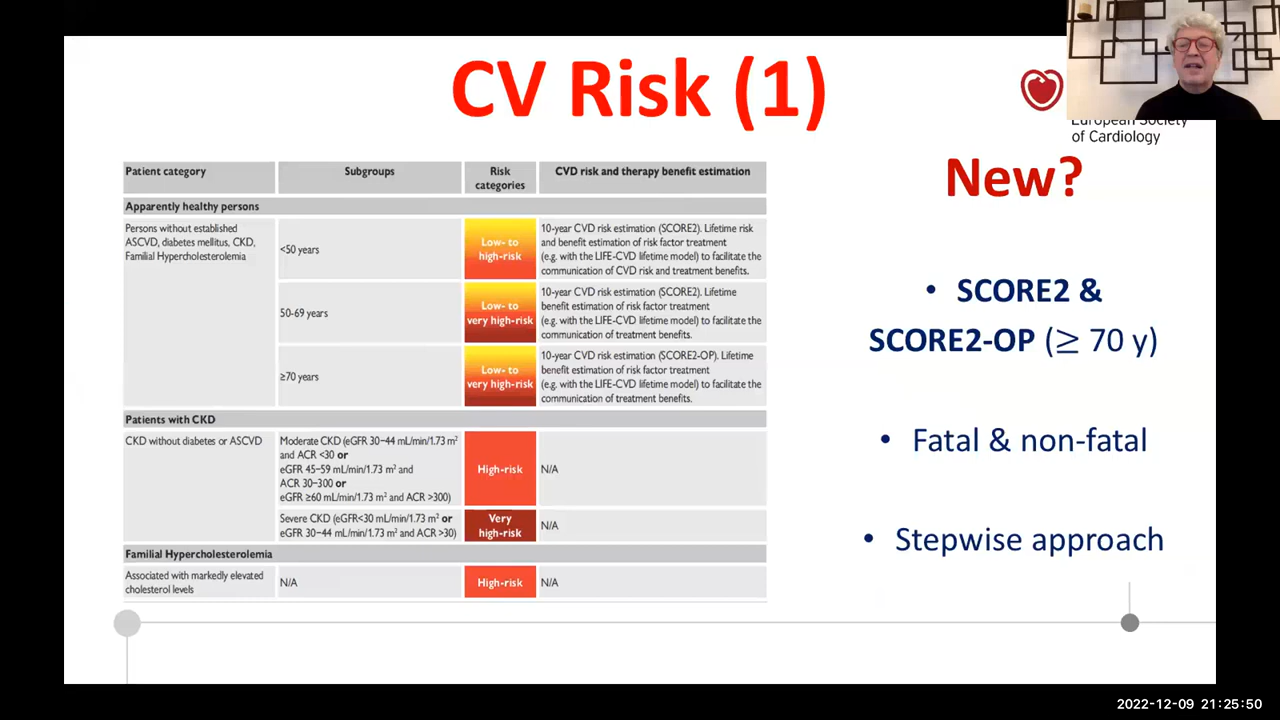 CV Risk (1)
European Society
of Cardiology
New?
• SCORE2 &
SCORE2-OP (≥ 70 y)
• Fatal & non-fatal
• Stepwise approach
Patient category
Subgroups
Risk
categories
CVD risk and therapy benefit estimation
Apparently healthy persons
Persons without established
ASCVD, diabetes mellitus, CKD,
Familial Hypercholesterolemia
<50 years
Low- to
high-risk
10-year CVD risk estimation (SCORE2). Lifetime risk
and benefit estimation of risk factor treatment
(e.g. with the LIFE-CVD lifetime model) to facilitate the
communication of CVD risk and treatment benefits.
50-69 years
Low- to
very high-risk
10-year CVD risk estimation (SCORE2). Lifetime
benefit estimation of risk factor treatment
(e.g. with the LIFE-CVD lifetime model) to facilitate the
communication of treatment benefits.
≥70 years
Low- to
very high-risk
10-year CVD risk estimation (SCORE2-OP). Lifetime
benefit estimation of risk factor treatment
(e.g. with the LIFE-CVD lifetime model) to facilitate the
communication of treatment benefits.
Patients with CKD
CKD without diabetes or ASCVD
Moderate CKD (eGFR 30−44 mL/min/1.73 m²
and ACR <30 or
eGFR 45−59 mL/min/1.73 m² and
ACR 30−300 or
eGFR ≥60 mL/min/1.73 m² and ACR >300)
High-risk
N/A
Severe CKD (eGFR<30 mL/min/1.73 m² or
eGFR 30−44 mL/min/1.73 m² and ACR >30)
Very
high-risk
N/A
Familial Hypercholesterolemia
Associated with markedly elevated
cholesterol levels
N/A
High-risk
N/A
2022-12-09 21:25:50